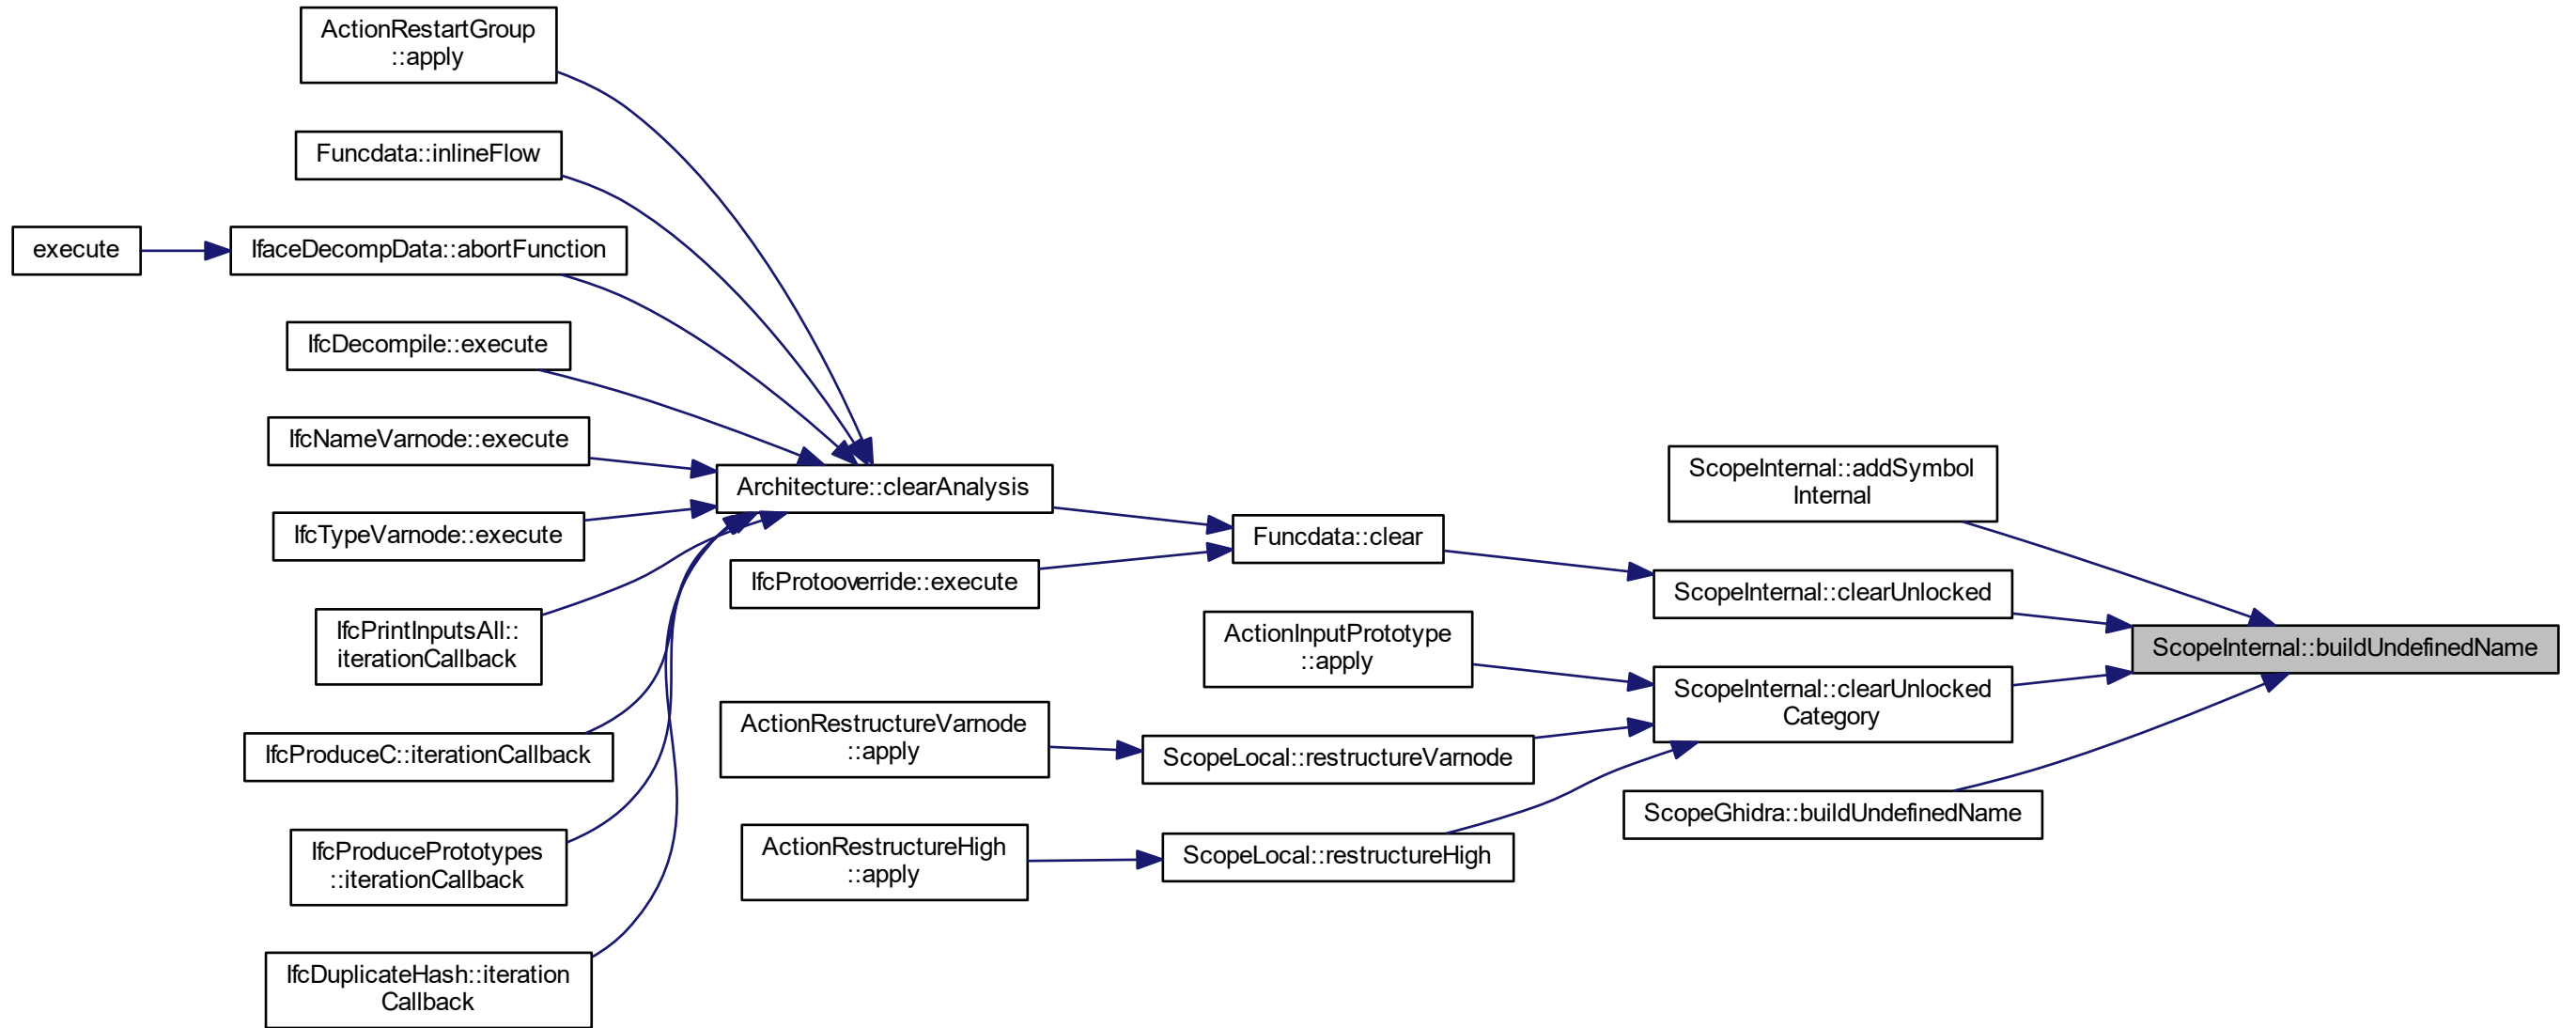 ActionRestartGroup
::apply
Funcdata::inlineFlow
execute
IfaceDecompData::abortFunction
IfcDecompile::execute
IfcNameVarnode::execute
IfcTypeVarnode::execute
IfcPrintInputsAll::
iterationCallback
IfcProduceC::iterationCallback
IfcProducePrototypes
::iterationCallback
IfcDuplicateHash::iteration
Callback
Architecture::clearAnalysis
IfcProtooverride::execute
ActionRestructureVarnode
::apply
ActionRestructureHigh
::apply
Funcdata::clear
ActionInputPrototype
::apply
ScopeLocal::restructureVarnode
ScopeLocal::restructureHigh
ScopeInternal::addSymbol
Internal
ScopeInternal::clearUnlocked
ScopeInternal::clearUnlocked
Category
ScopeGhidra::buildUndefinedName
ScopeInternal::buildUndefinedName